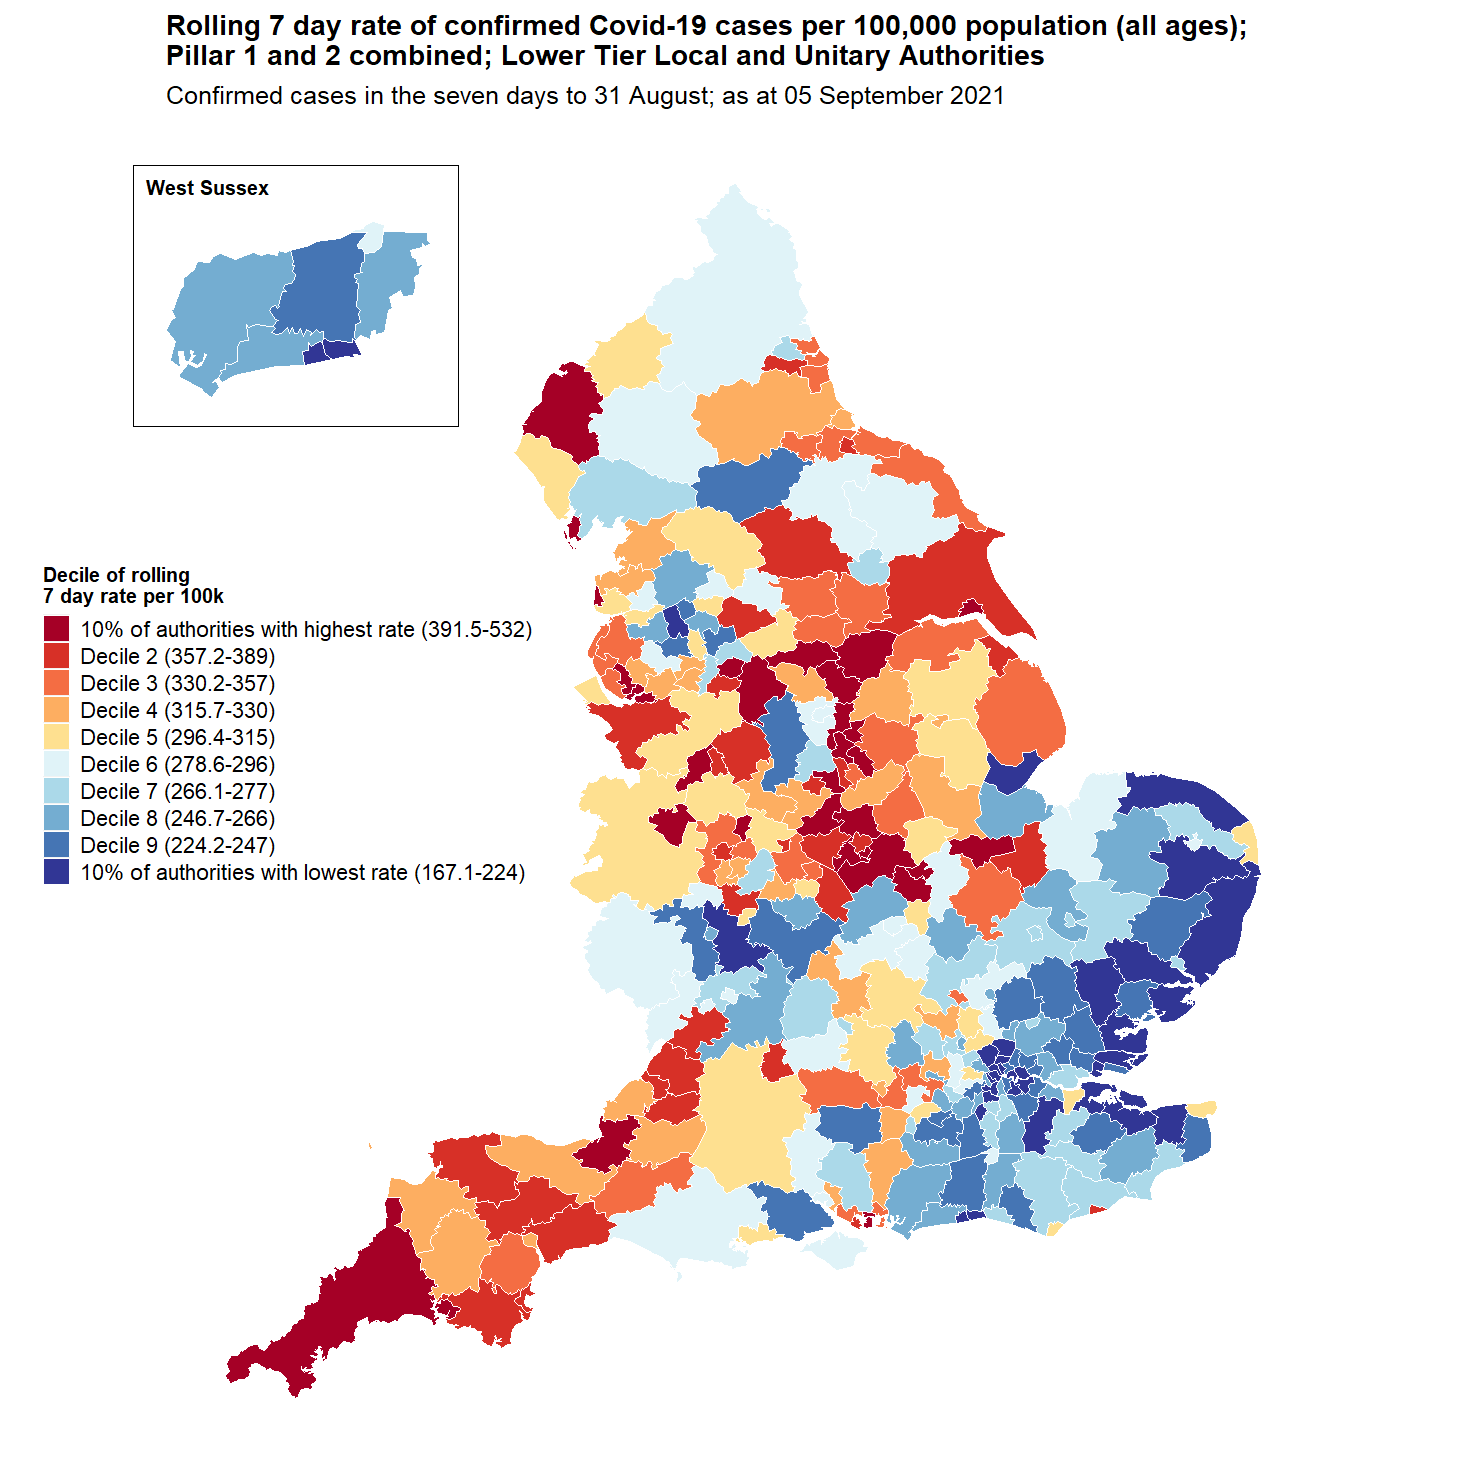 Rolling 7 day rate of confirmed Covid-19 cases per 100,000 population (all ages);
Pillar 1 and 2 combined; Lower Tier Local and Unitary Authorities
Confirmed cases in the seven days to 31 August; as at 05 September 2021
West Sussex
Decile of rolling
7 day rate per 100k
10% of authorities with highest rate (391.5-532)
Decile 2 (357.2-389)
Decile 3 (330.2-357)
Decile 4 (315.7-330)
Decile 5 (296.4-315)
Decile 6 (278.6-296)
Decile 7 (266.1-277)
Decile 8 (246.7-266)
Decile 9 (224.2-247)
10% of authorities with lowest rate (167.1-224)